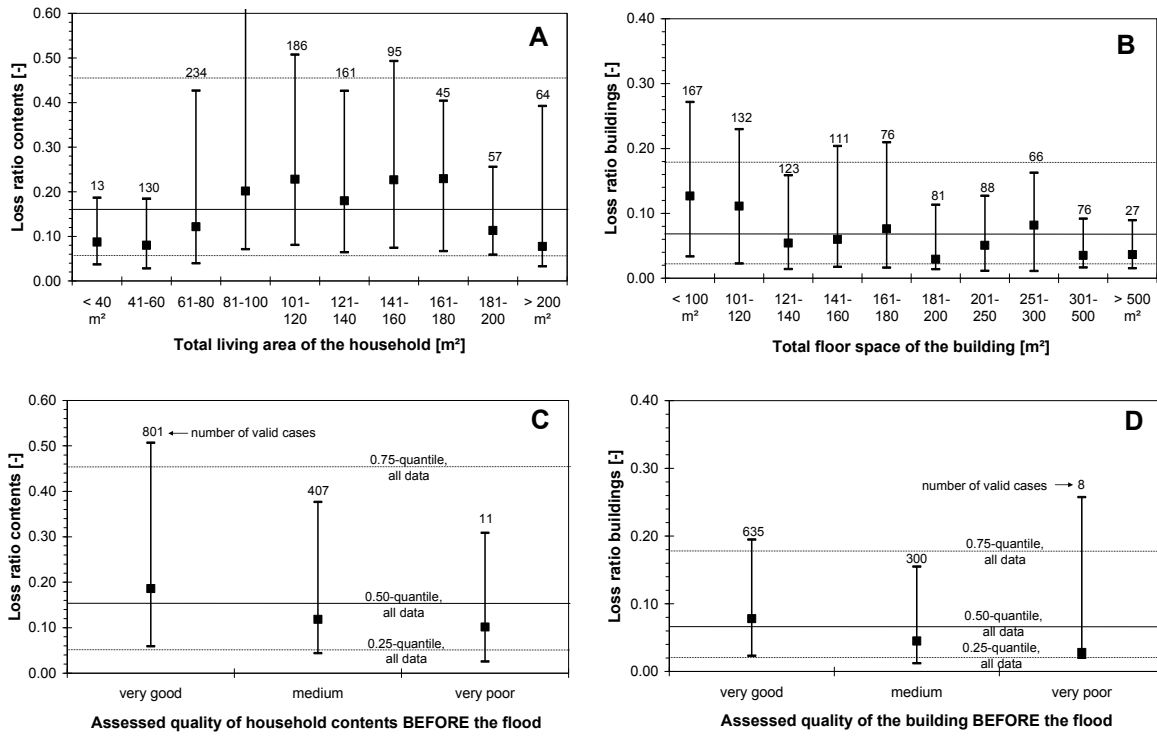 A
Loss ratio contents [-]
0.60
0.50
0.40
0.30
0.20
0.10
0.00
13
130
234
186
161
95
45
57
64
< 40 m²
41-60
61-80
81-100
101-120
121-140
141-160
161-180
181-200
> 200 m²
Total living area of the household [m²]
B
Loss ratio buildings [-]
0.40
0.30
0.20
0.10
0.00
167
132
123
111
76
81
88
66
76
27
< 100 m²
101-120
121-140
141-160
161-180
181-200
201-250
251-300
301-500
> 500 m²
Total floor space of the building [m²]
C
Loss ratio contents [-]
0.60
0.50
0.40
0.30
0.20
0.10
0.00
801 ← number of valid cases
407
11
0.75-quantile,
all data
0.50-quantile,
all data
0.25-quantile,
all data
very good
medium
very poor
Assessed quality of household contents BEFORE the flood
D
Loss ratio buildings [-]
0.40
0.30
0.20
0.10
0.00
number of valid cases → 8
635
300
0.75-quantile,
all data
0.50-quantile,
all data
0.25-quantile,
all data
very good
medium
very poor
Assessed quality of the building BEFORE the flood